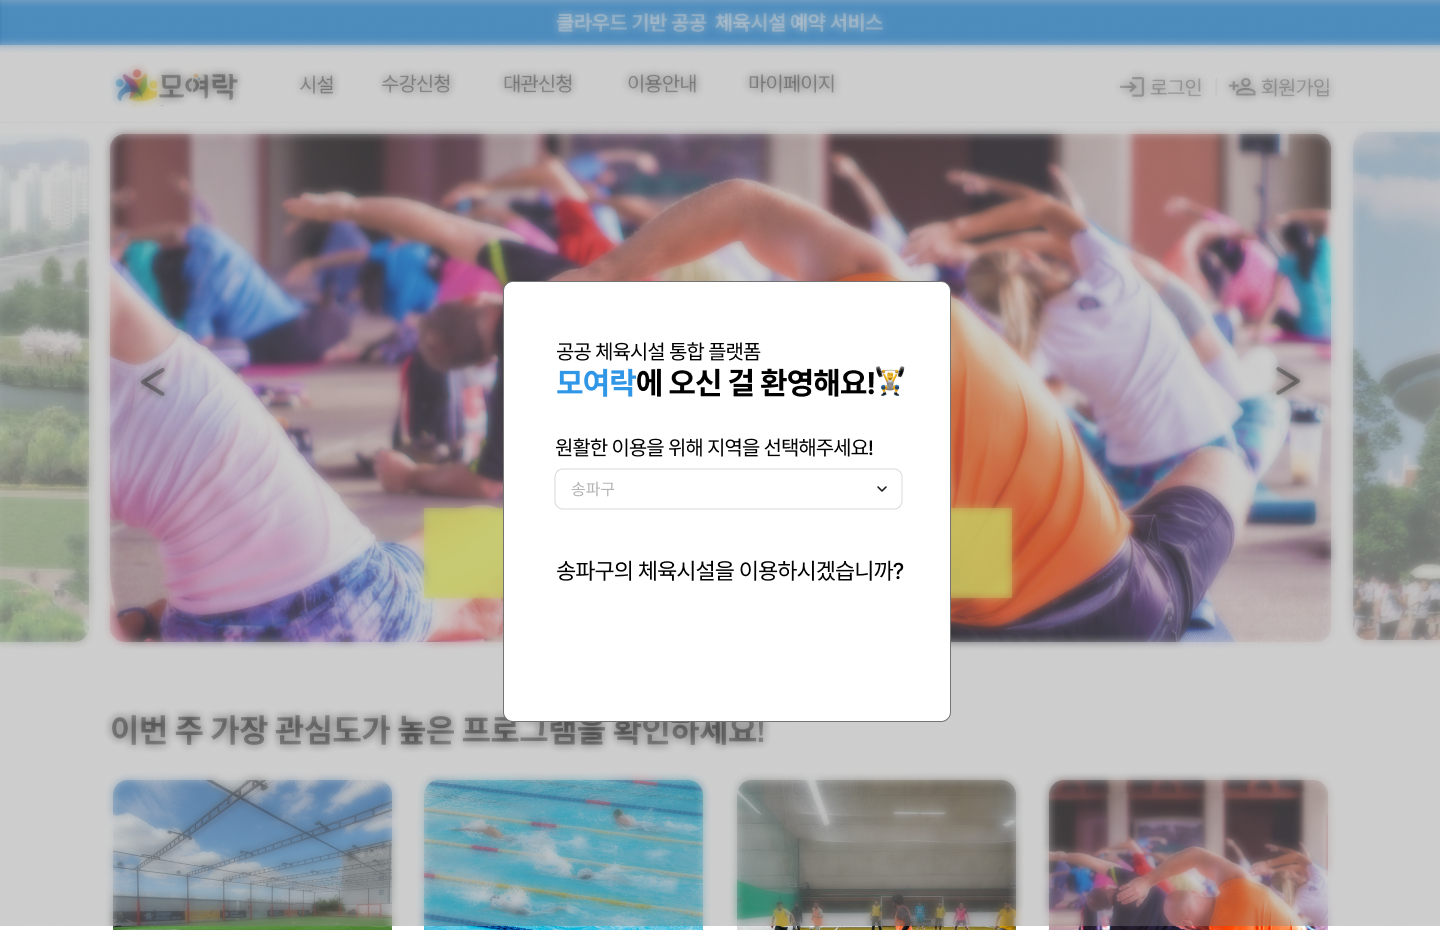 클라우드 기반 공공 체육시설 예약 서비스
모여락
시설
수강신청
대관신청
이용안내
마이페이지
로그인
회원가입
공공 체육시설 통합 플랫폼
모여락에 오신 걸 환영해요!
원활한 이용을 위해 지역을 선택해주세요!
송파구
송파구의 체육시설을 이용하시겠습니까?
이번 주 가장 관심도가 높은 프로그램을 확인하세요!